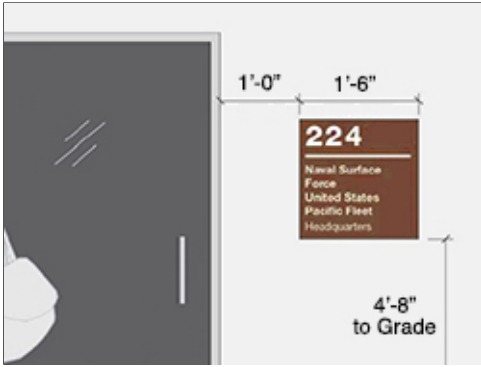 1'-0" 1'-6"
224
Naval Surface
Force
United States
Pacific Fleet
Headquarters
4'-8"
to Grade